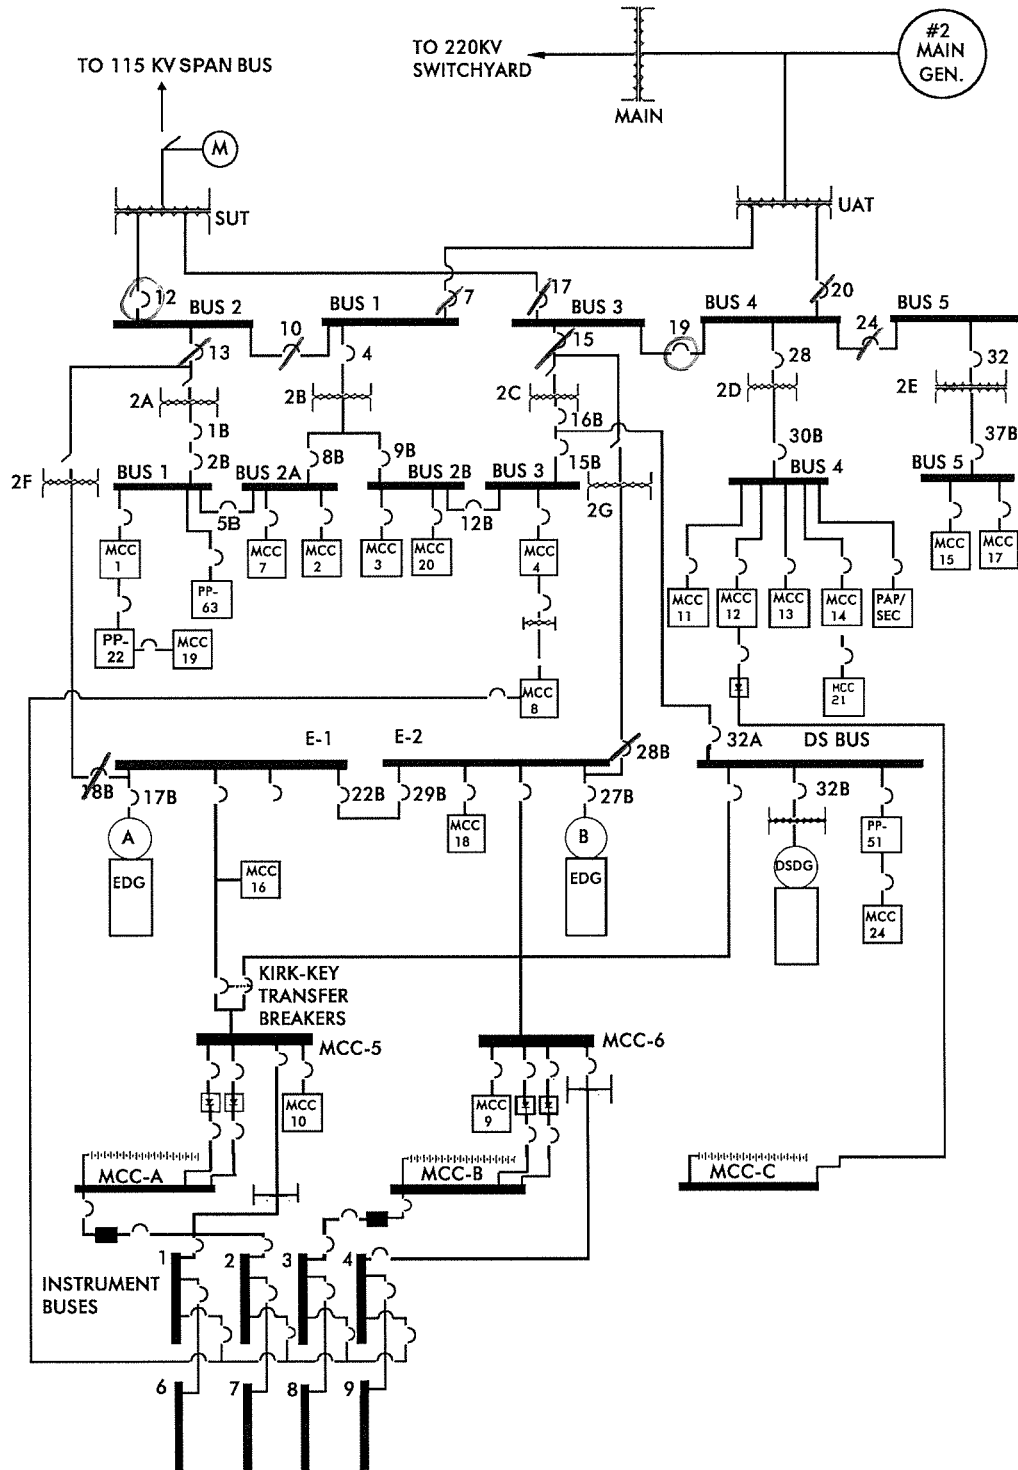 #2
MAIN
GEN.
TO 220KV
SWITCHYARD
MAIN
TO 115 KV SPAN BUS
M
SUT
UAT
12
BUS 2
BUS 1
7
17
BUS 3
BUS 4
20
BUS 5
10
19
24
13
4
15
28
32
2A
2B
2C
2D
2E
1B
16B
2B
8B
9B
15B
30B
37B
2F
BUS 1
BUS 2A
BUS 2B
BUS 3
BUS 4
BUS 5
2G
5B
12B
MCC
1
MCC
7
MCC
2
MCC
3
MCC
20
MCC
4
MCC
15
MCC
17
PP-
63
MCC
11
MCC
12
MCC
13
MCC
14
PAP/
SEC
PP-
22
MCC
19
MCC
8
MCC
21
E-1
E-2
28B
32A
DS BUS
18B
17B
22B
29B
27B
32B
MCC
18
PP-
51
A
B
EDG
EDG
DSDG
MCC
16
MCC
24
KIRK-KEY
TRANSFER
BREAKERS
MCC-5
MCC-6
MCC
10
MCC
9
MCC-A
MCC-B
MCC-C
1
2
3
4
INSTRUMENT
BUSES
6
7
8
9